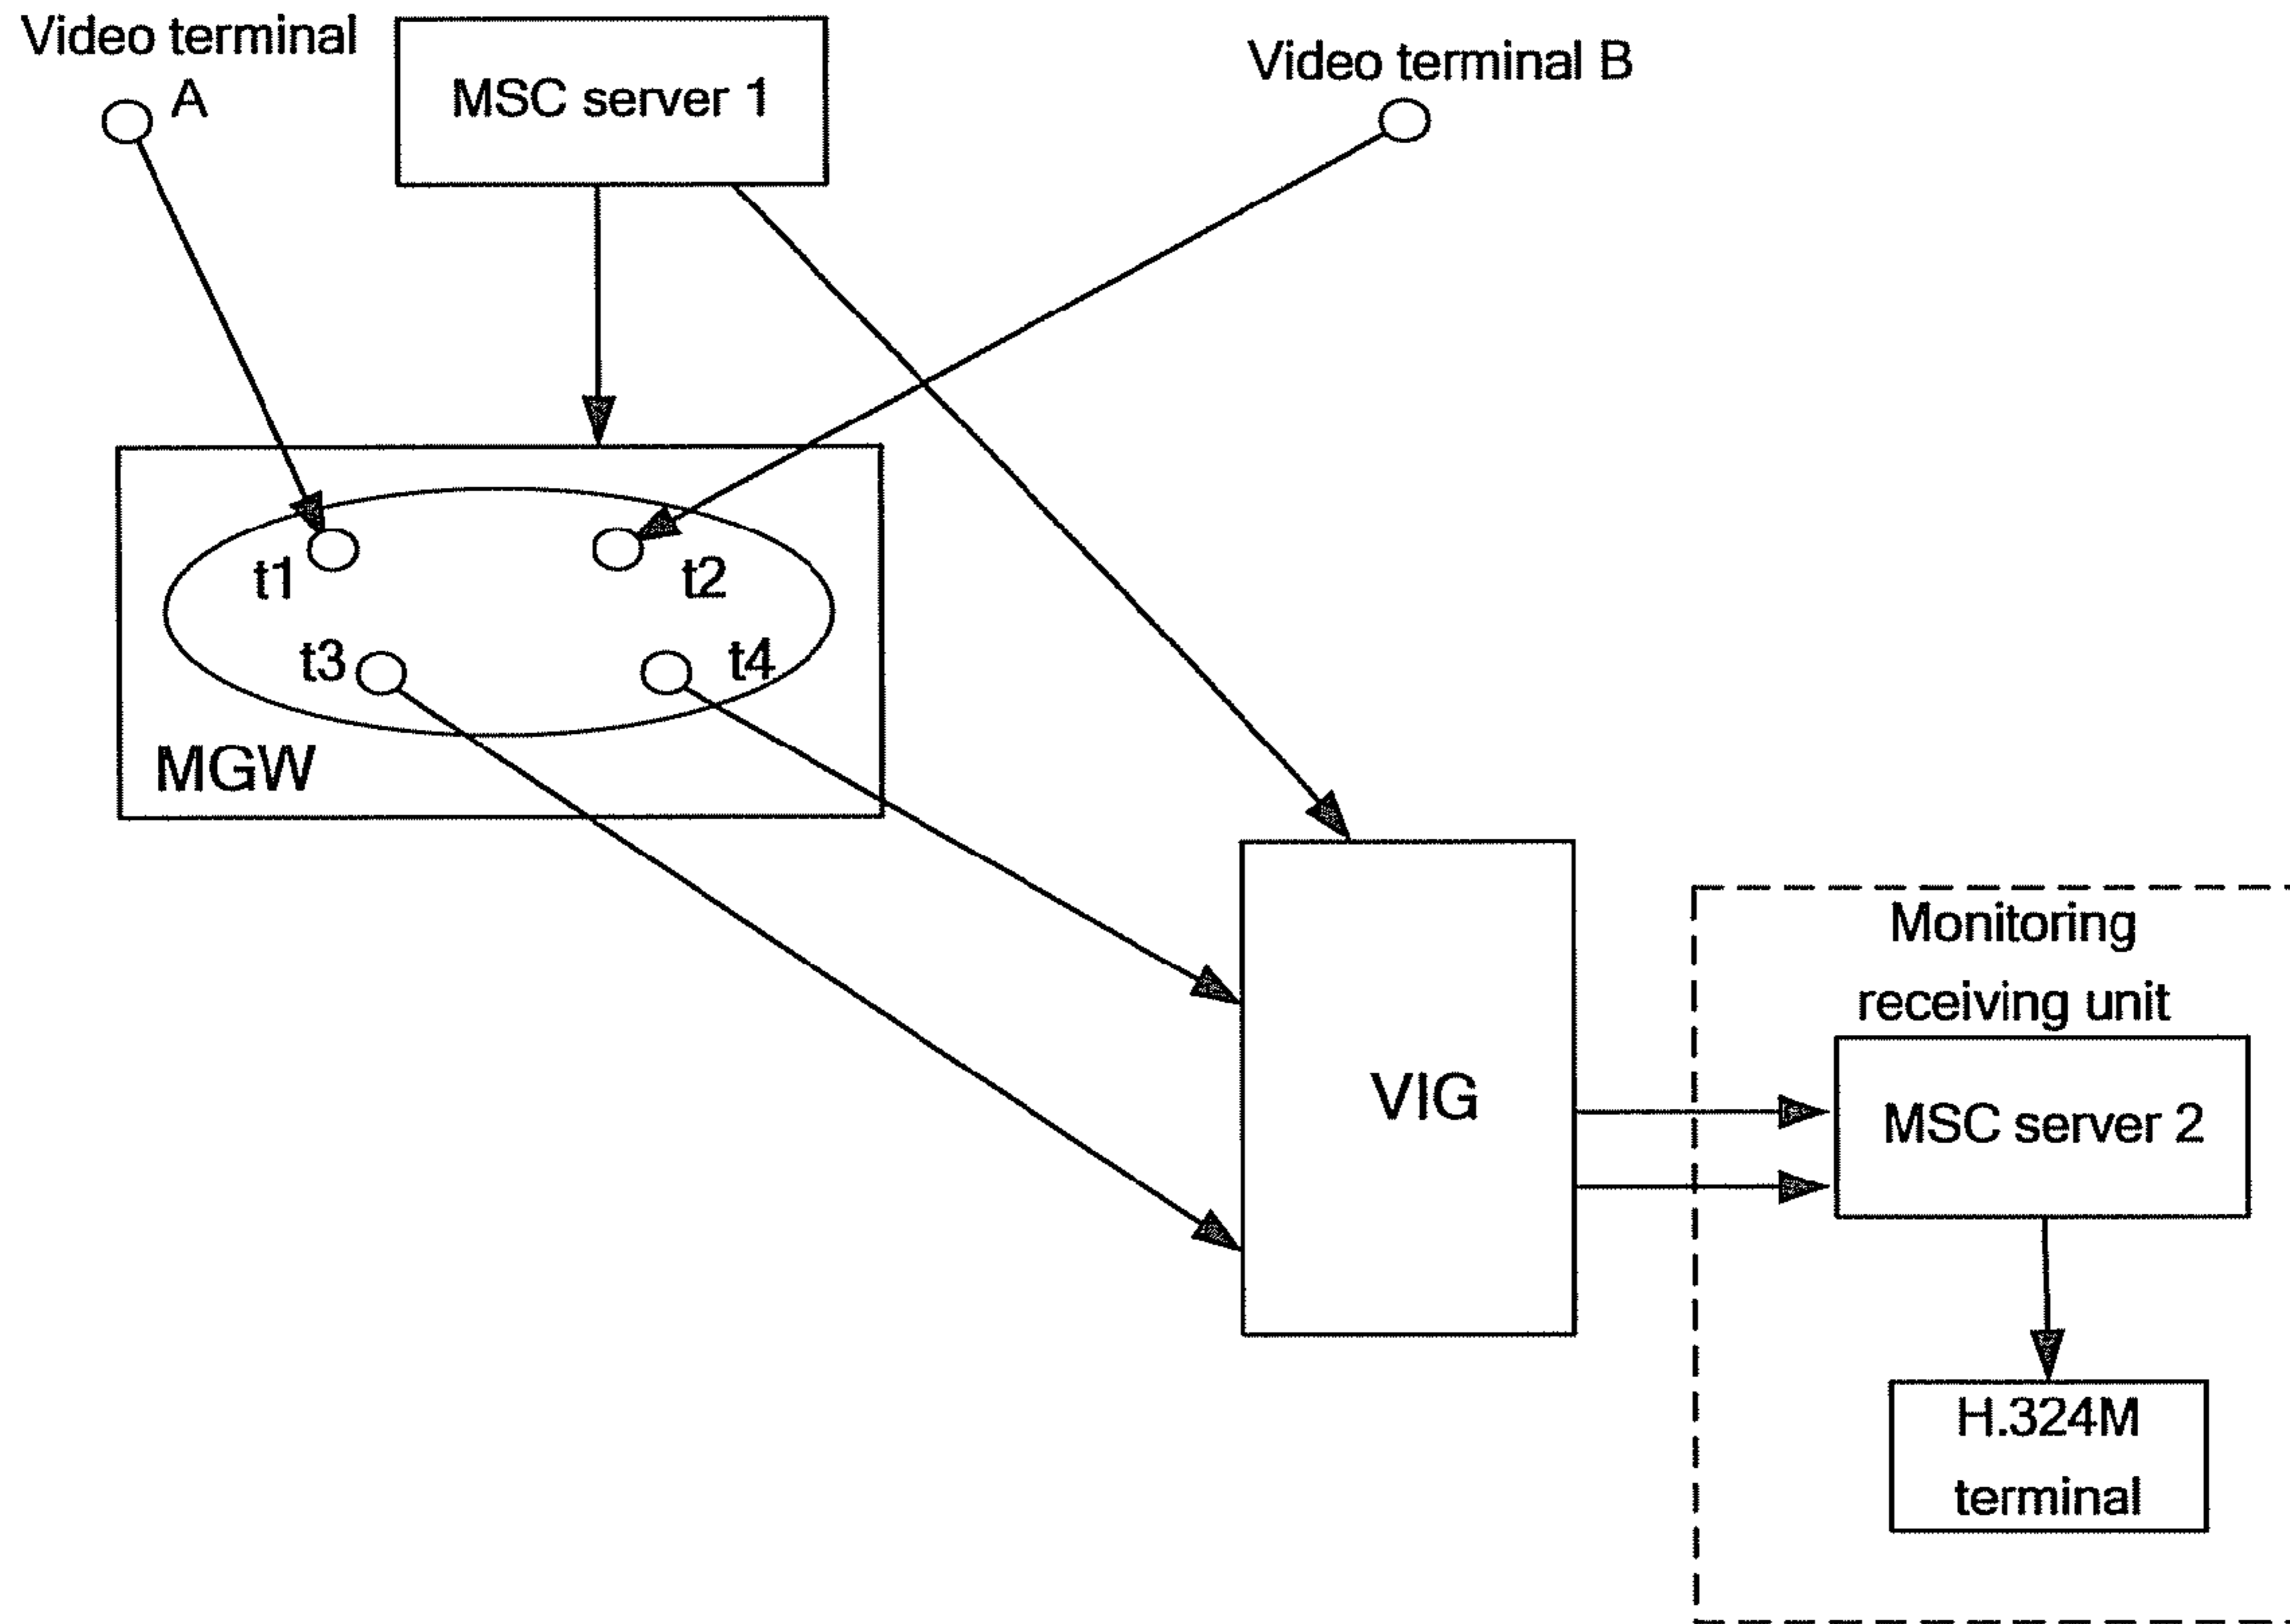 Video terminal
A
MSC server 1
Video terminal B
t1
t2
t3
t4
MGW
VIG
Monitoring
receiving unit
MSC server 2
H.324M
terminal